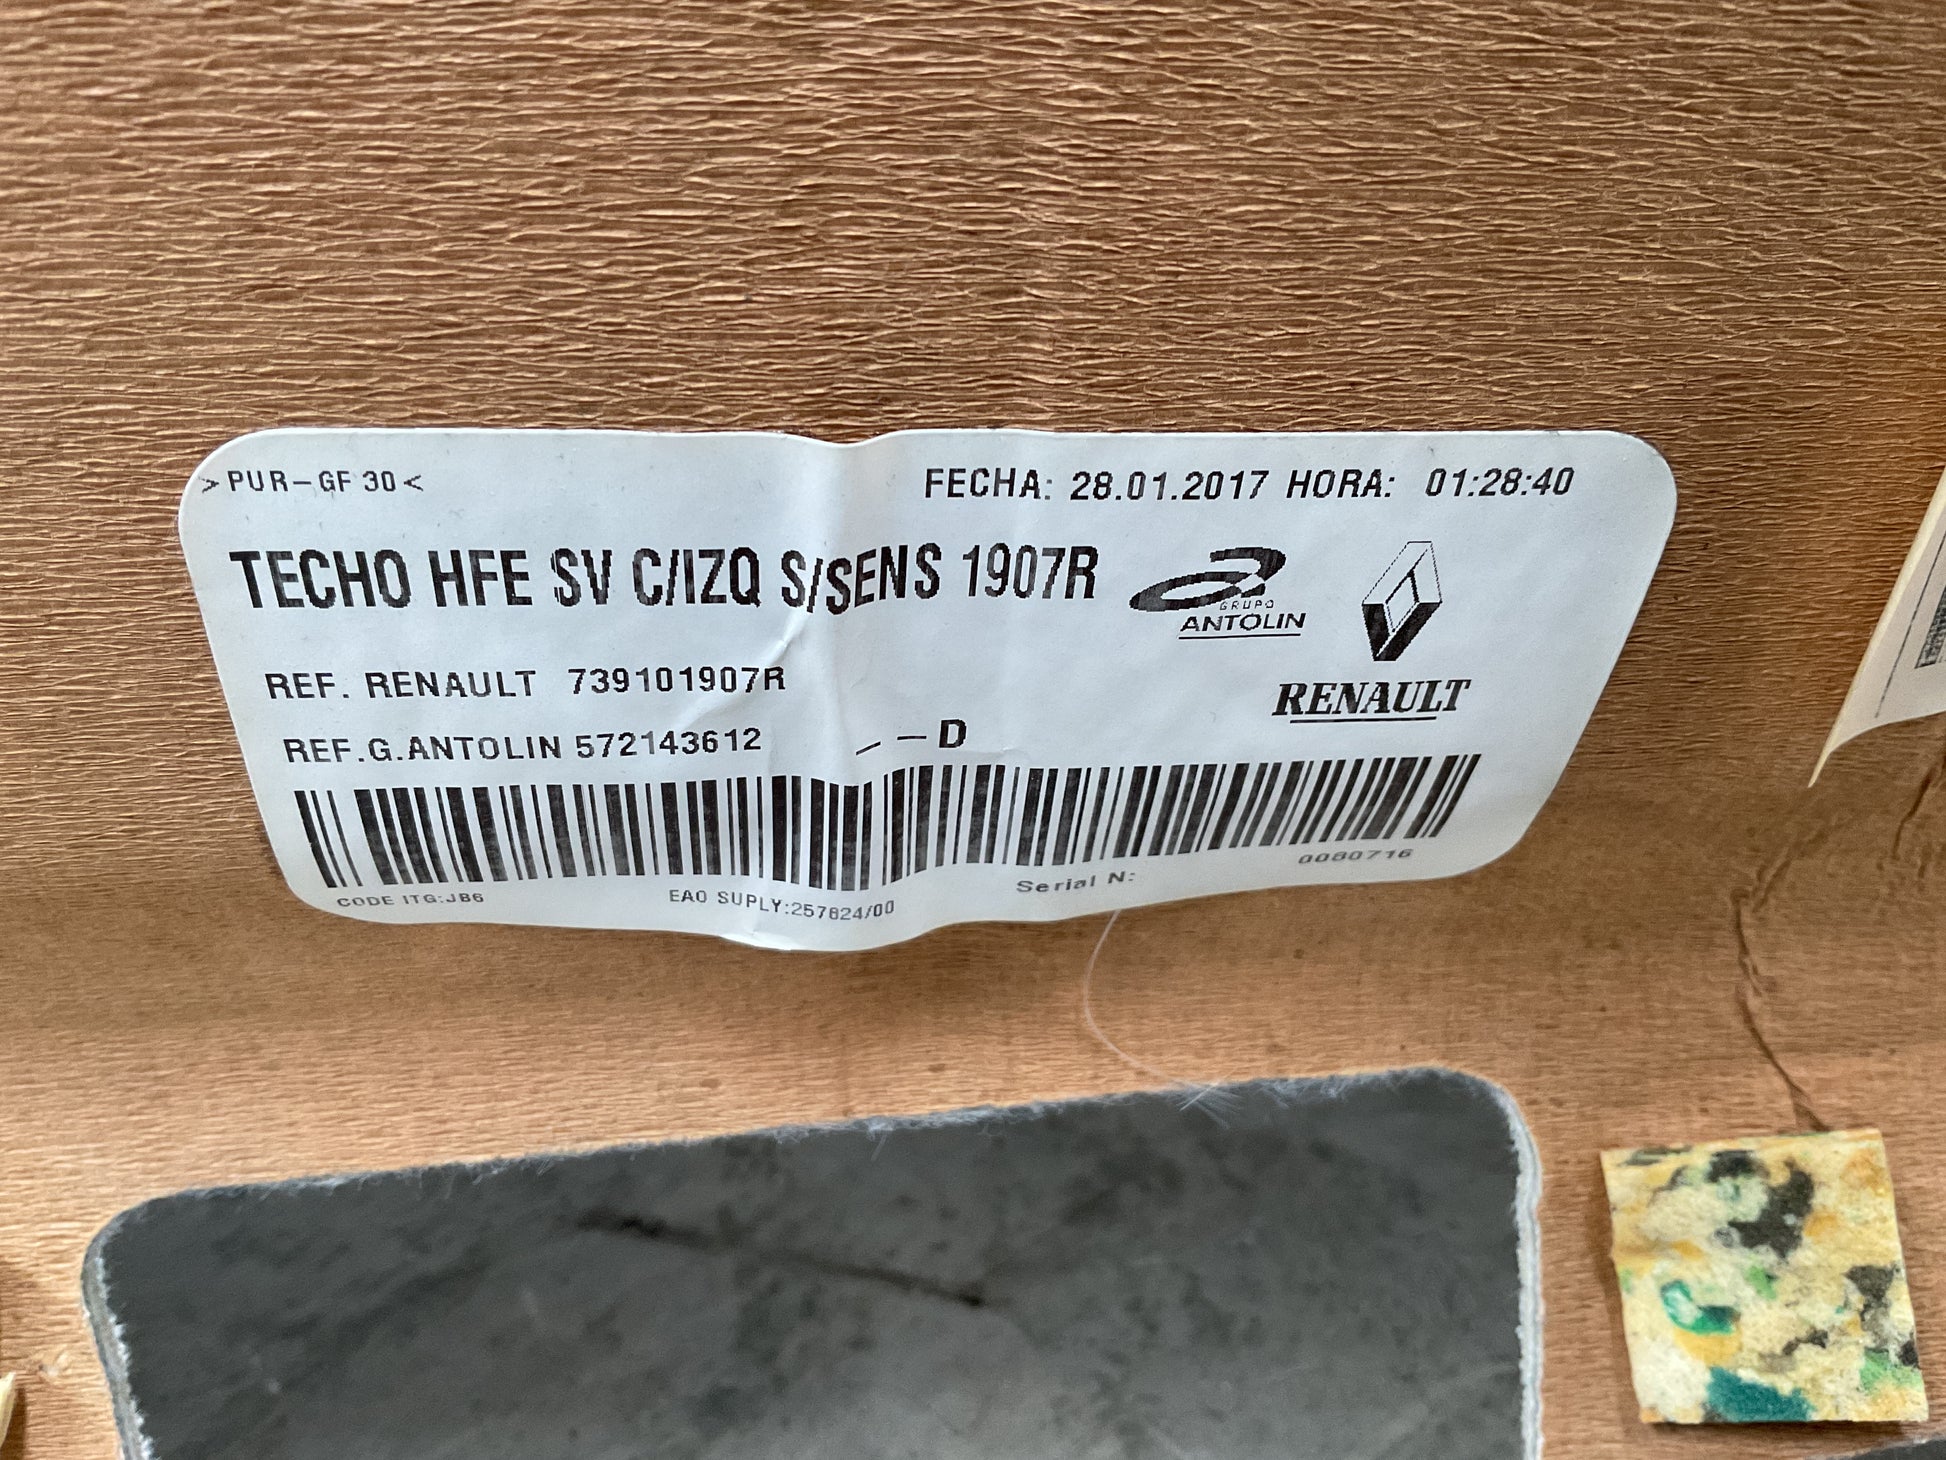 >PUR-GF 30<
FECHA: 28.01.2017 HORA: 01:28:40
TECHO HFE SV C/IZQ S/SENS 1907R
GRUPO
ANTOLIN
REF. RENAULT 739101907R
RENAULT
REF.G.ANTOLIN 572143612 _ -D
CODE ITG:JB6
EAO SUPLY:257824/00
Serial N:
0080716